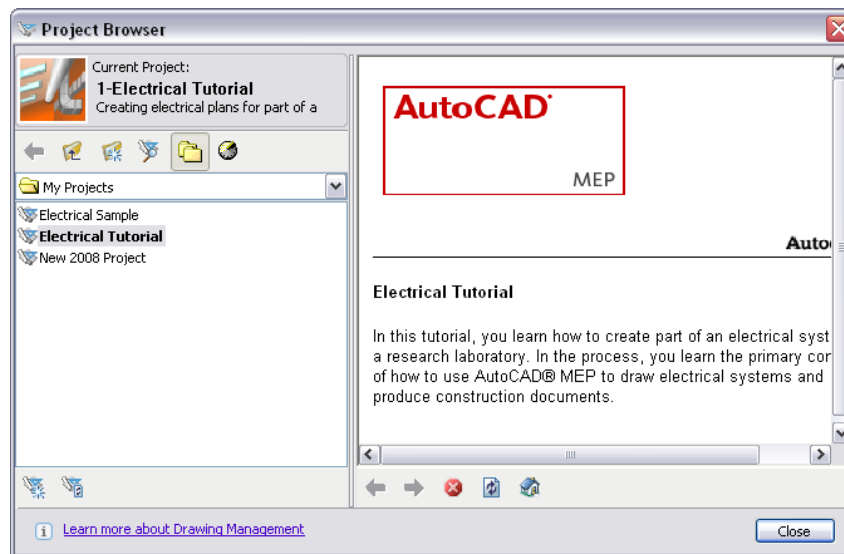 Project Browser
Current Project:
1-Electrical Tutorial
Creating electrical plans for part of a
My Projects
Electrical Sample
Electrical Tutorial
New 2008 Project
AutoCAD
MEP
Auto
Electrical Tutorial
In this tutorial, you learn how to create part of an electrical syst
a research laboratory. In the process, you learn the primary con
of how to use AutoCAD® MEP to draw electrical systems and
produce construction documents.
Learn more about Drawing Management
Close